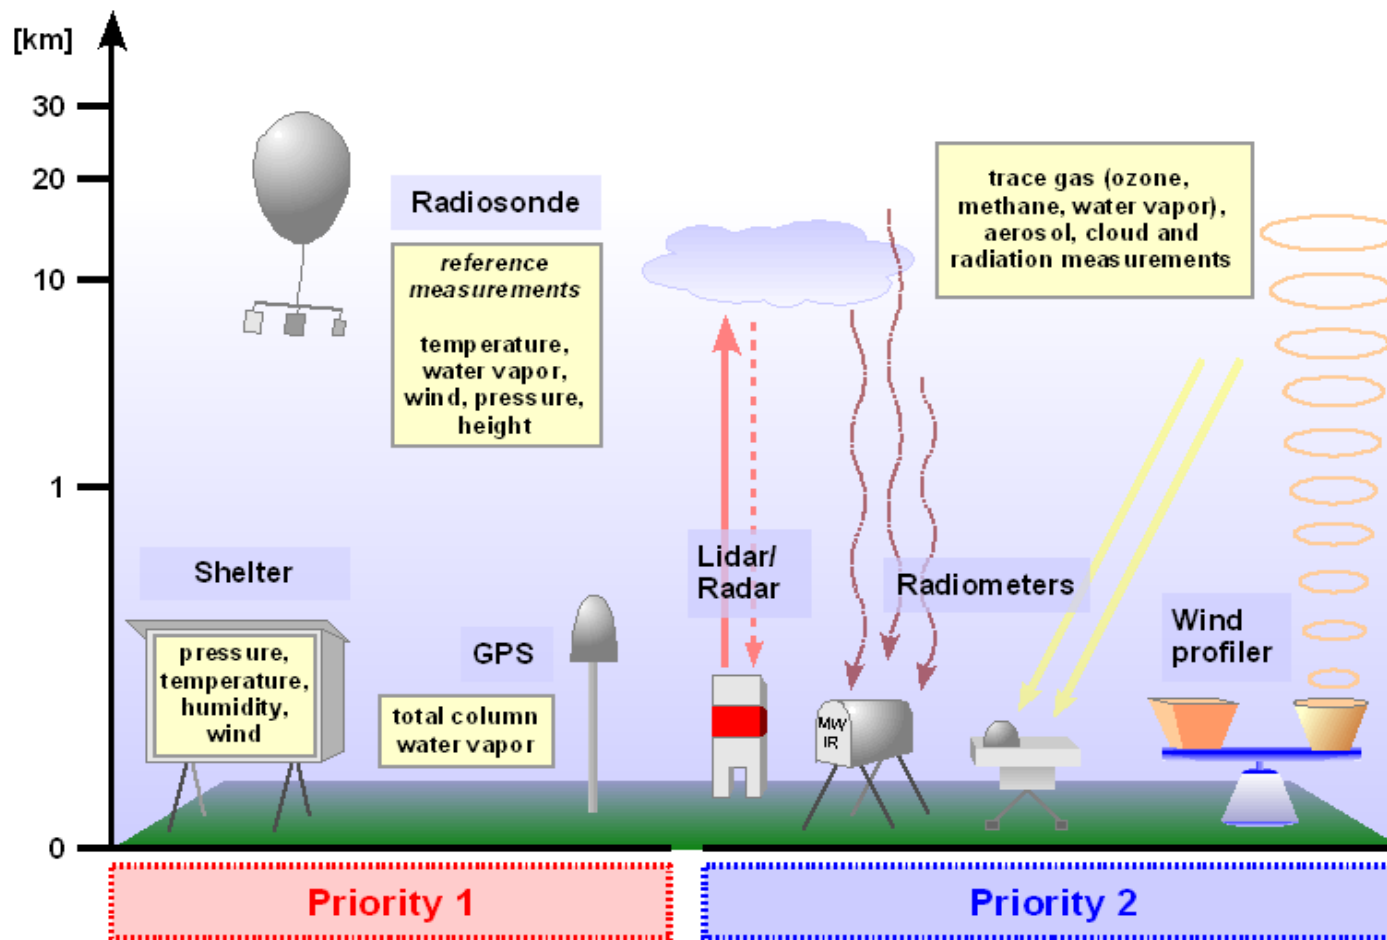 [km]
30
20
10
1
0
Radiosonde
reference
measurements
temperature,
water vapor,
wind, pressure,
height
trace gas (ozone,
methane, water vapor),
aerosol, cloud and
radiation measurements
Shelter
pressure,
temperature,
humidity,
wind
GPS
total column
water vapor
Lidar/
Radar
MW
IR
Radiometers
Wind
profiler
Priority 1
Priority 2